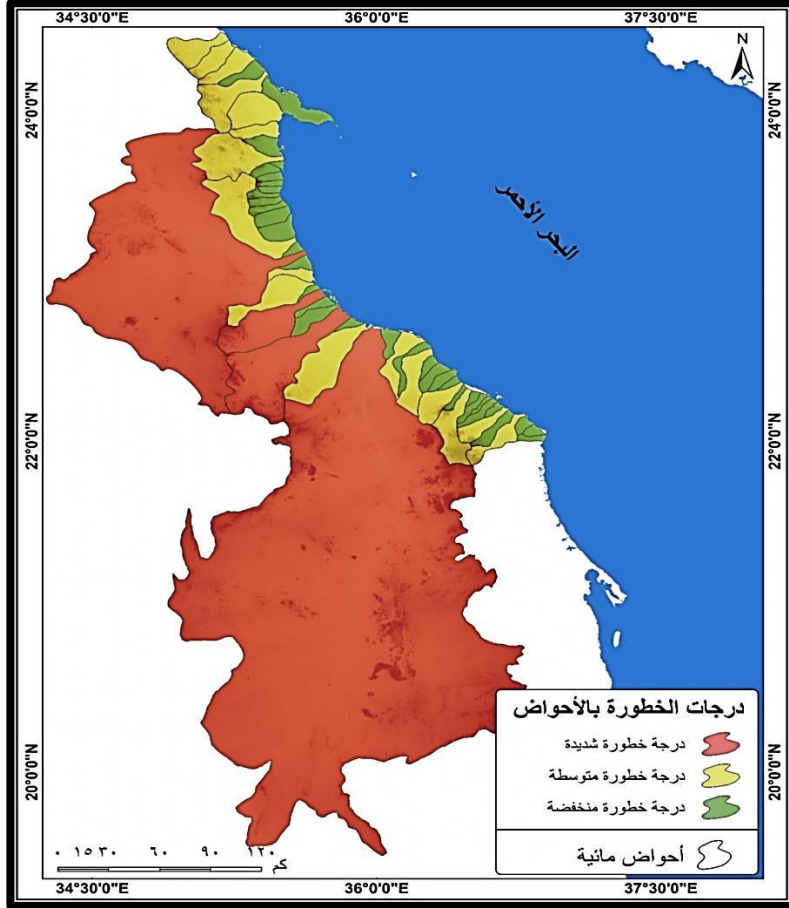 34°30'0"E
36°0'0"E
37°30'0"E
N
24°0'0"N
24°0'0"N
البحر الأحمر
22°0'0"N
22°0'0"N
درجات الخطورة بالأحواض
درجة خطورة شديدة
درجة خطورة متوسطة
درجة خطورة منخفضة
أحواض مائية
20°0'0"N
20°0'0"N
٠ ١٥ ٣٠ ٦٠ ٩٠ ١٢٠
كم
34°30'0"E
36°0'0"E
37°30'0"E